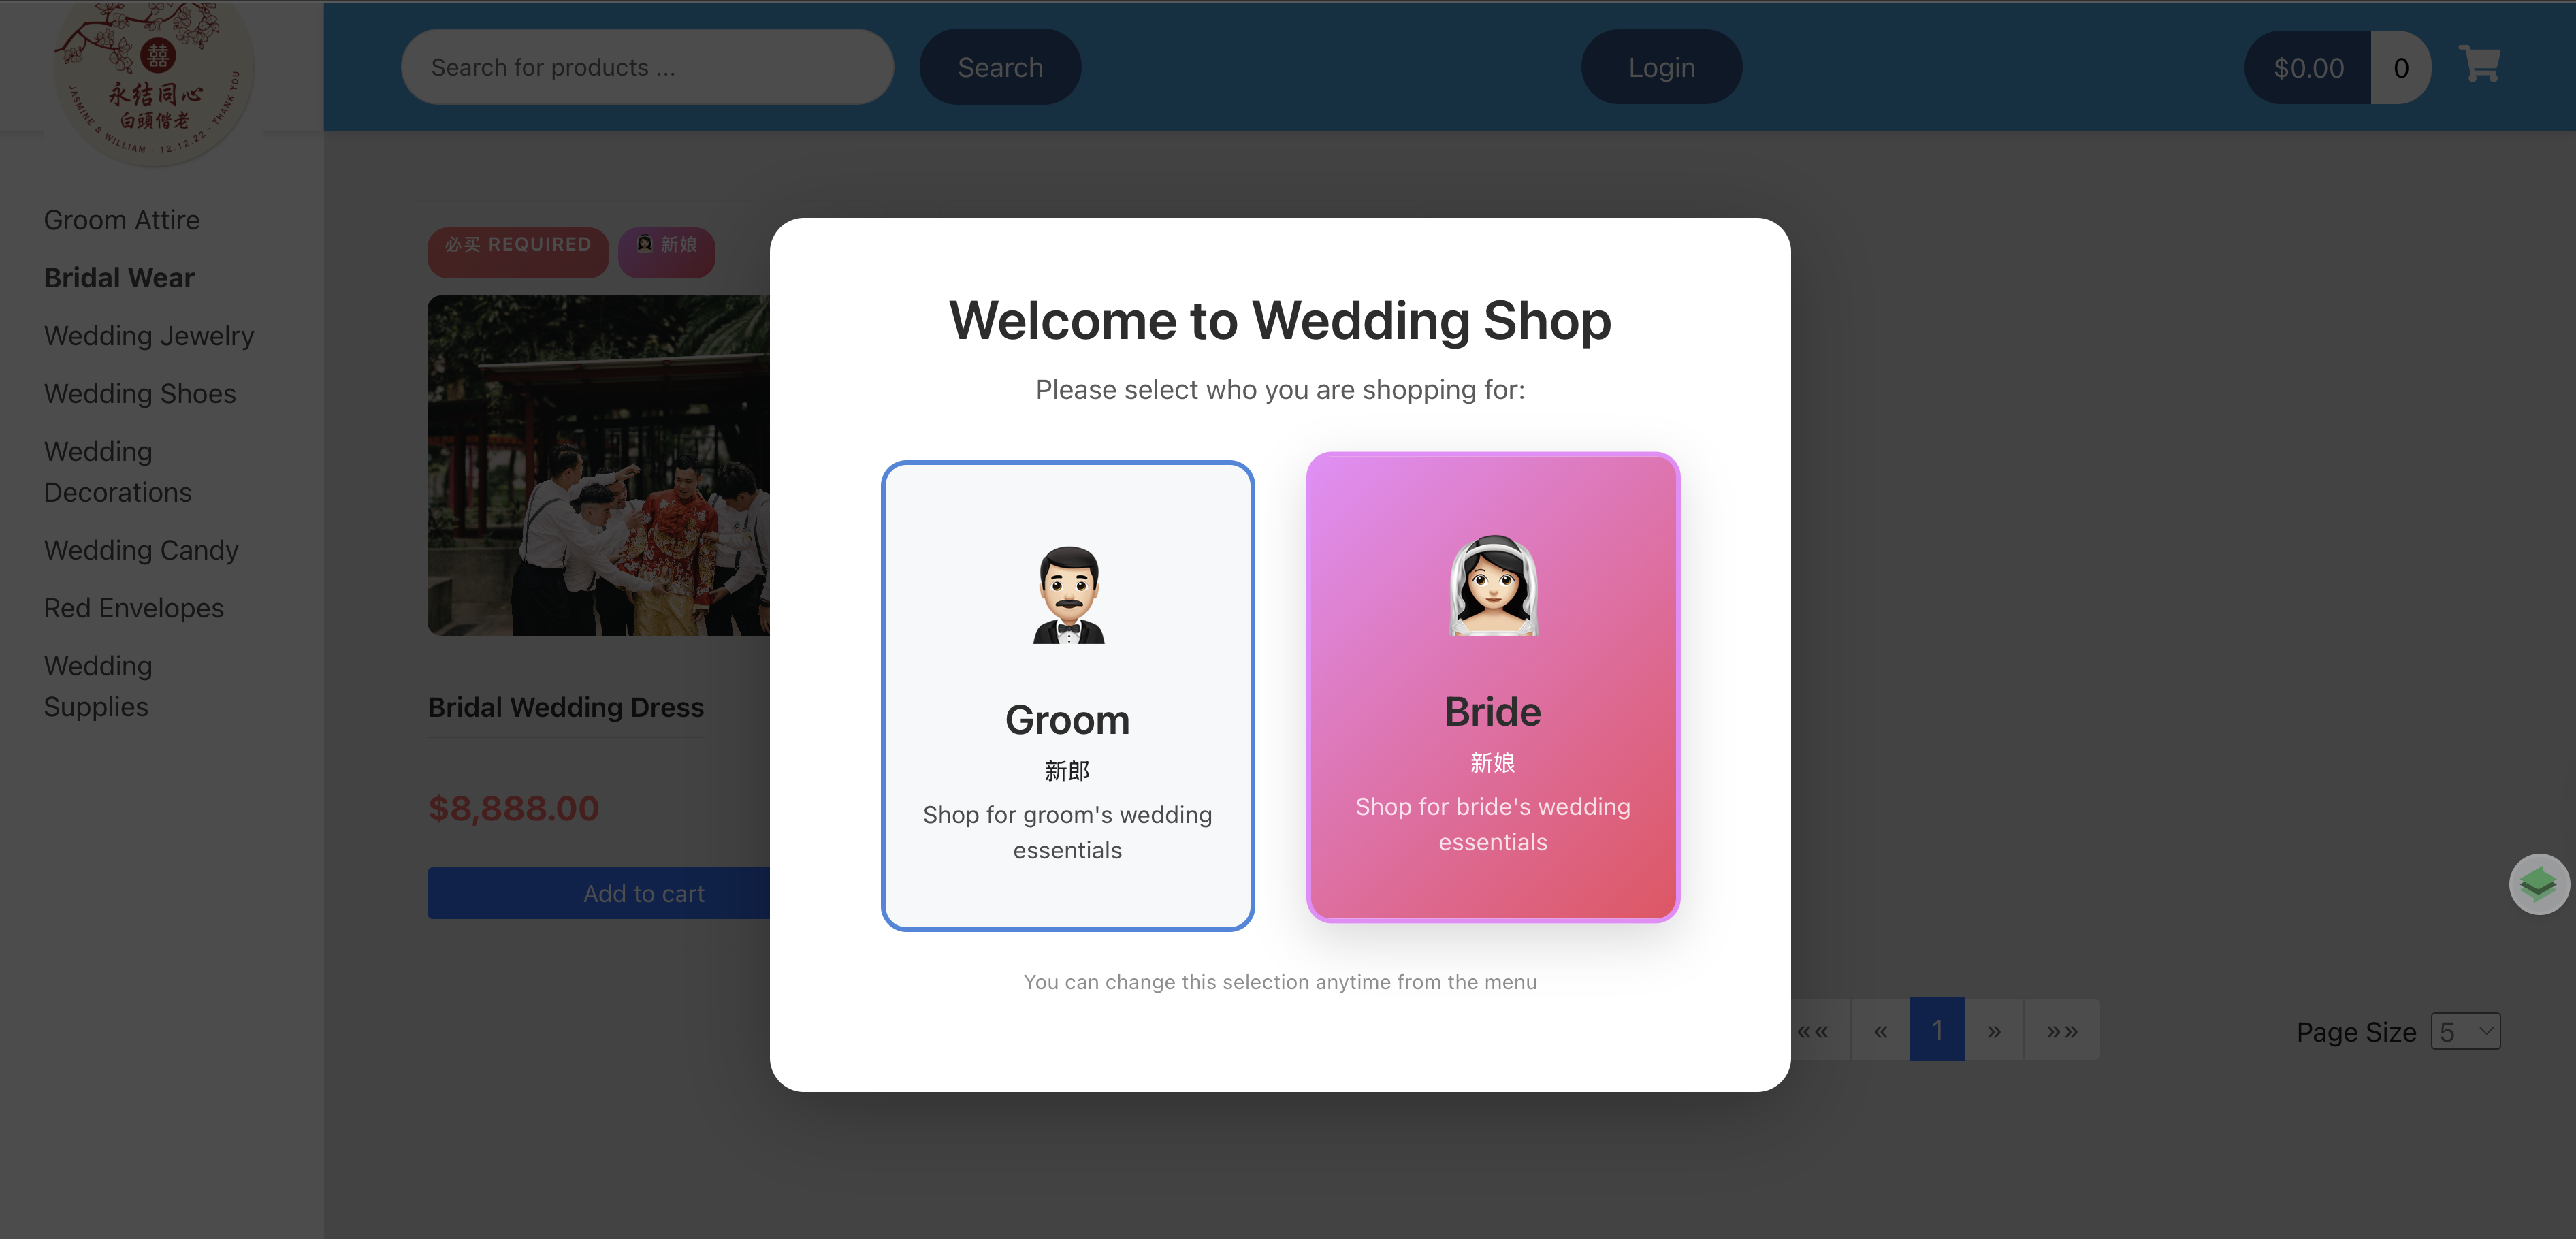 囍
永结同心
白頭偕老
JASMINE & WILLIAM · 12.12.22 · THANK YOU
Search for products ...
Search
Login
$0.00
0
Groom Attire
Bridal Wear
Wedding Jewelry
Wedding Shoes
Wedding
Decorations
Wedding Candy
Red Envelopes
Wedding
Supplies
必买 REQUIRED
新娘
Bridal Wedding Dress
$8,888.00
Add to cart
Welcome to Wedding Shop
Please select who you are shopping for:
Groom
新郎
Shop for groom's wedding
essentials
Bride
新娘
Shop for bride's wedding
essentials
You can change this selection anytime from the menu
«« « 1 » »»
Page Size 5